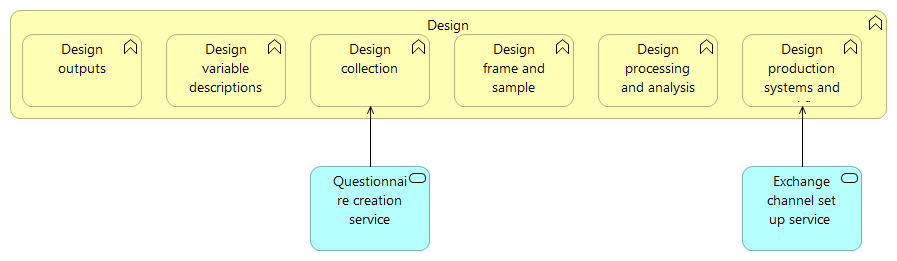 Design
Design
outputs
Design
variable
descriptions
Design
collection
Design
frame and
sample
Design
processing
and analysis
Design
production
systems and
Questionnai
re creation
service
Exchange
channel set
up service